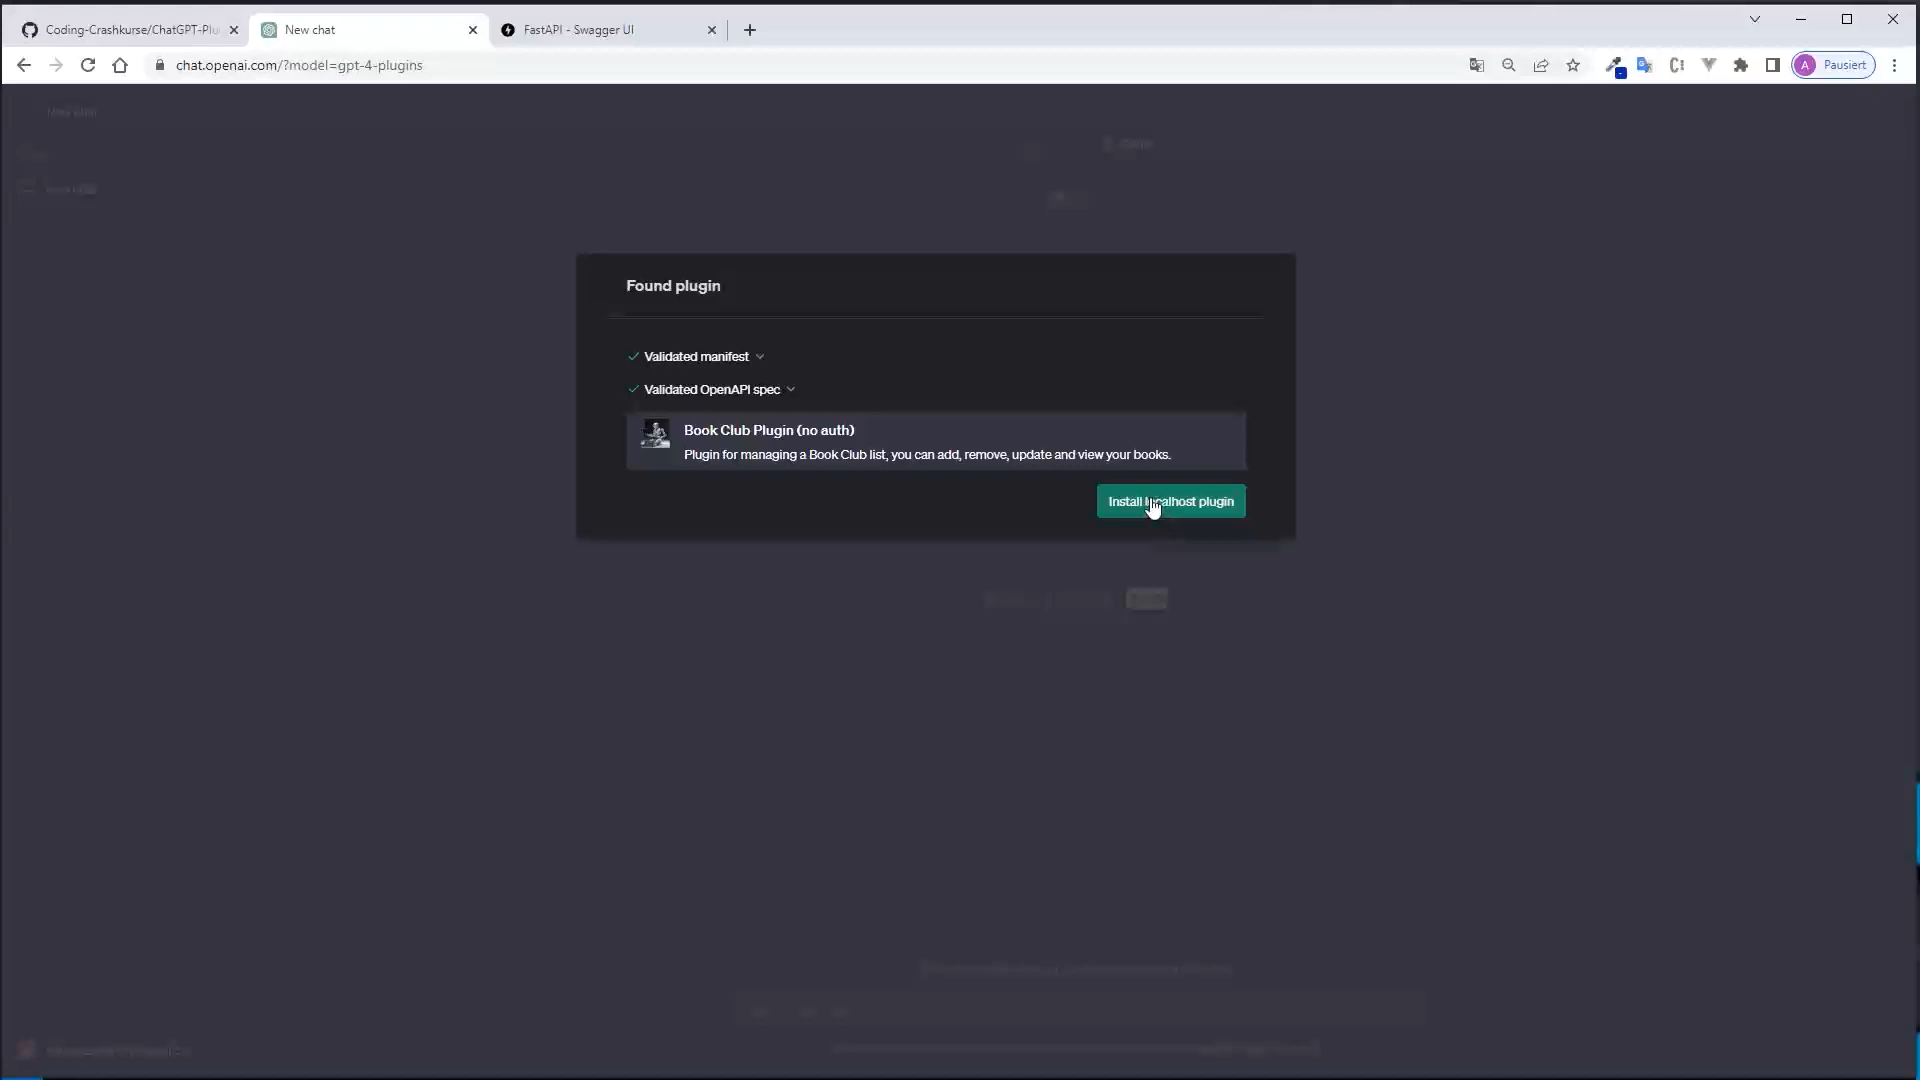 Coding-Crashkurse/ChatGPT-Plu
New chat
FastAPI - Swagger UI
chat.openai.com/?model=gpt-4-plugins
A Pausiert
Found plugin
Validated manifest
Validated OpenAPI spec
Book Club Plugin (no auth)
Plugin for managing a Book Club list, you can add, remove, update and view your books.
Install localhost plugin